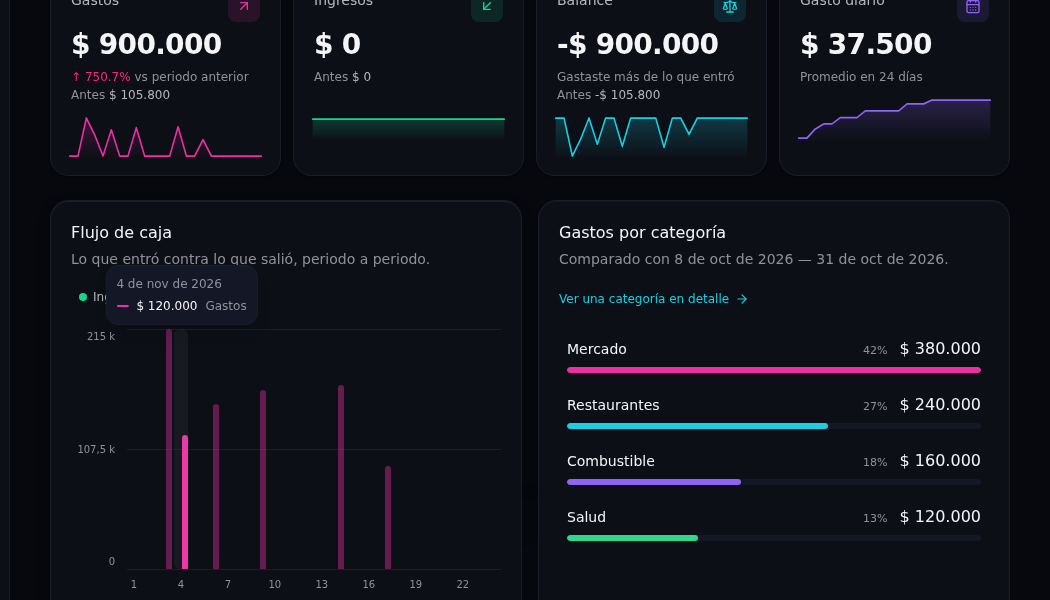 Gastos
$ 900.000
↑ 750.7% vs periodo anterior
Antes $ 105.800
Ingresos
$ 0
Antes $ 0
Balance
-$ 900.000
Gastaste más de lo que entró
Antes -$ 105.800
Gasto diario
$ 37.500
Promedio en 24 días
Flujo de caja
Lo que entró contra lo que salió, periodo a periodo.
4 de nov de 2026
$ 120.000 Gastos
215 k
107,5 k
0
1 4 7 10 13 16 19 22
Gastos por categoría
Comparado con 8 de oct de 2026 — 31 de oct de 2026.
Ver una categoría en detalle →
Mercado 42% $ 380.000
Restaurantes 27% $ 240.000
Combustible 18% $ 160.000
Salud 13% $ 120.000